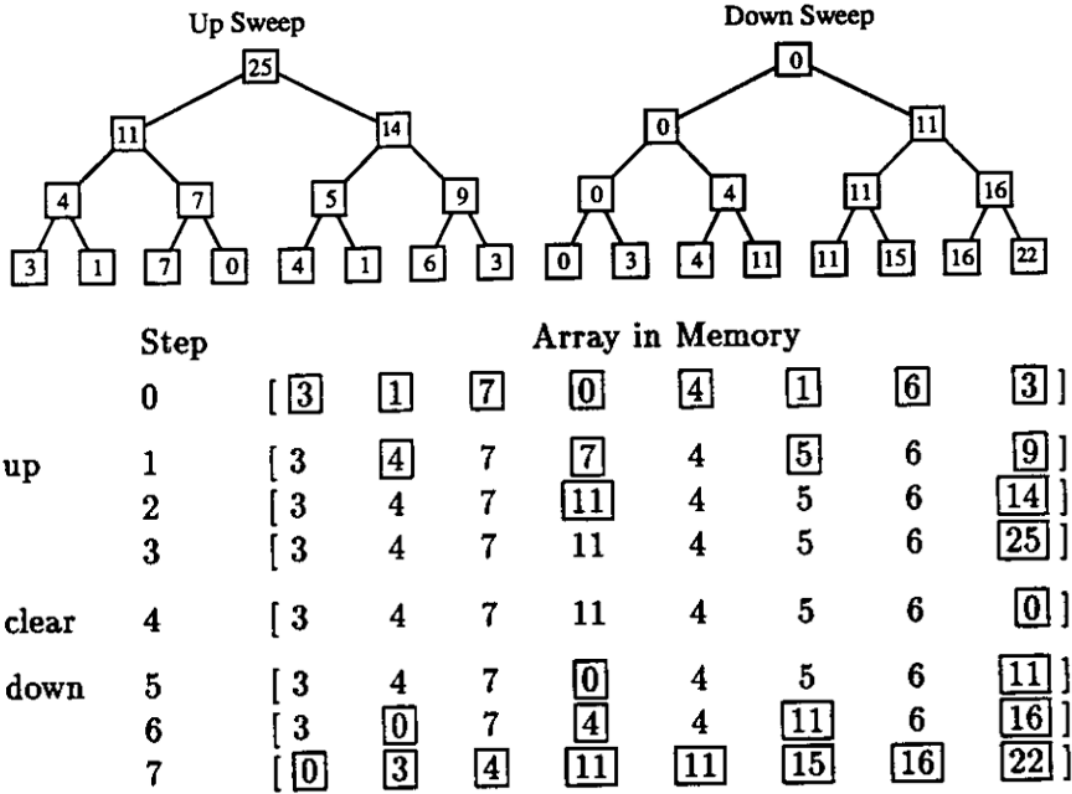 Up Sweep
Down Sweep
25
0
11 14
0 11
4 7 5 9
0 4 11 16
3 1 7 0 4 1 6 3
0 3 4 11 11 15 16 22
Step Array in Memory
0 [ 3 1 7 0 4 1 6 3 ]
up 1 [ 3 4 7 7 4 5 6 9 ]
2 [ 3 4 7 11 4 5 6 14 ]
3 [ 3 4 7 11 4 5 6 25 ]
clear 4 [ 3 4 7 11 4 5 6 0 ]
down 5 [ 3 4 7 0 4 5 6 11 ]
6 [ 3 0 7 4 4 11 6 16 ]
7 [ 0 3 4 11 11 15 16 22 ]